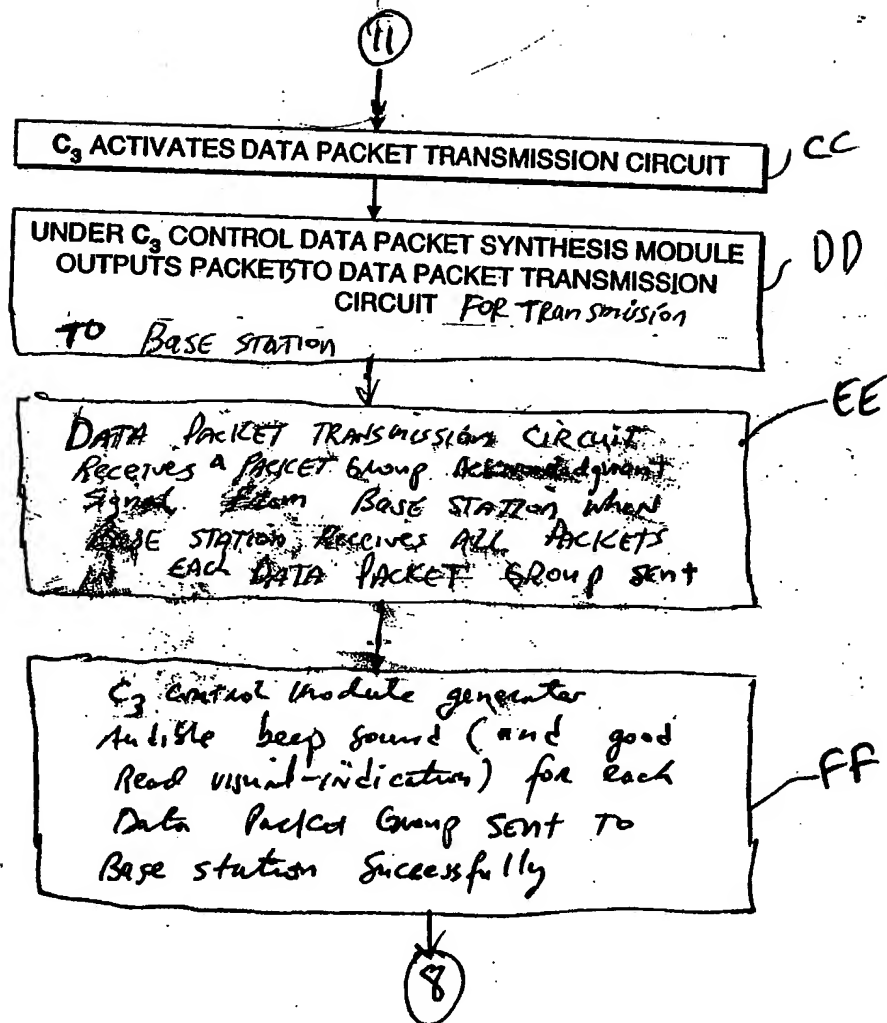 11
C₃ ACTIVATES DATA PACKET TRANSMISSION CIRCUIT
CC
UNDER C₃ CONTROL DATA PACKET SYNTHESIS MODULE
OUTPUTS PACKETS TO DATA PACKET TRANSMISSION
CIRCUIT FOR Transmission
TO Base STATION
DD
DATA PACKET TRANSMISSION CIRCUIT
Receives a PACKET Group Acknowledgment
Signal From BASE STATION when
BASE STATION Receives ALL PACKETS
EACH DATA PACKET GROUP sent
EE
C₃ control module generates
Audible beep sound (and good
Read visual-indication) for each
Data Packet Group SENT TO
Base station Successfully
FF
8